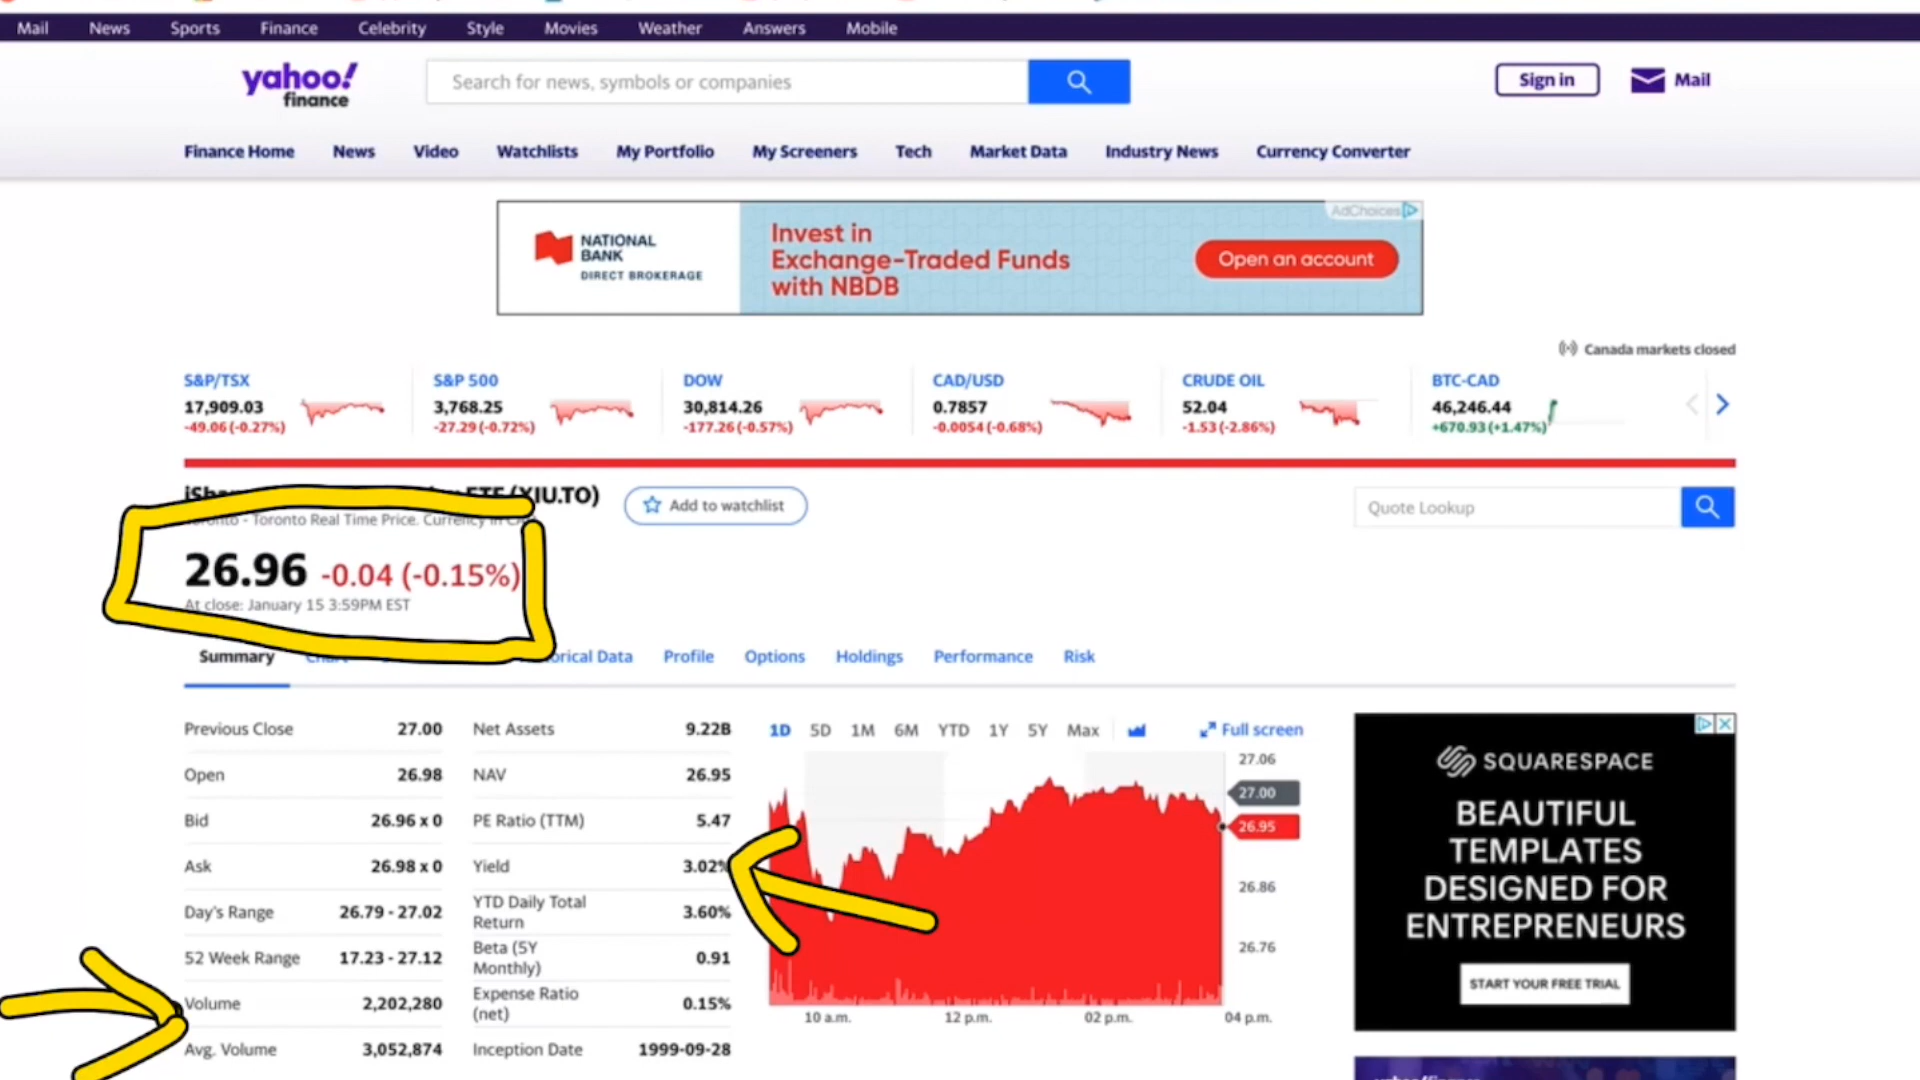 Mail News Sports Finance Celebrity Style Movies Weather Answers Mobile
yahoo!
finance
Search for news, symbols or companies
Sign in
Mail
Finance Home News Video Watchlists My Portfolio My Screeners Tech Market Data Industry News Currency Converter
AdChoices
NATIONAL
BANK
DIRECT BROKERAGE
Invest in
Exchange-Traded Funds
with NBDB
Open an account
Canada markets closed
S&P/TSX
17,909.03
-49.06 (-0.27%)
S&P 500
3,768.25
-27.29 (-0.72%)
DOW
30,814.26
-177.26 (-0.57%)
CAD/USD
0.7857
-0.0054 (-0.68%)
CRUDE OIL
52.04
-1.53 (-2.86%)
BTC-CAD
46,246.44
+670.93 (+1.47%)
ETF (XIU.TO)
Add to watchlist
Quote Lookup
Toronto - Toronto Real Time Price. Currency in
26.96 -0.04 (-0.15%)
At close: January 15 3:59PM EST
Summary Data Profile Options Holdings Performance Risk
Previous Close 27.00
Open 26.98
Bid 26.96 x 0
Ask 26.98 x 0
Day's Range 26.79 - 27.02
52 Week Range 17.23 - 27.12
Volume 2,202,280
Avg. Volume 3,052,874
Net Assets 9.22B
NAV 26.95
PE Ratio (TTM) 5.47
Yield 3.02%
YTD Daily Total
Return 3.60%
Beta (5Y
Monthly) 0.91
Expense Ratio
(net) 0.15%
Inception Date 1999-09-28
1D 5D 1M 6M YTD 1Y 5Y Max
Full screen
27.06
27.00
26.95
26.86
26.76
10 a.m. 12 p.m. 02 p.m. 04 p.m.
SQUARESPACE
BEAUTIFUL
TEMPLATES
DESIGNED FOR
ENTREPRENEURS
START YOUR FREE TRIAL